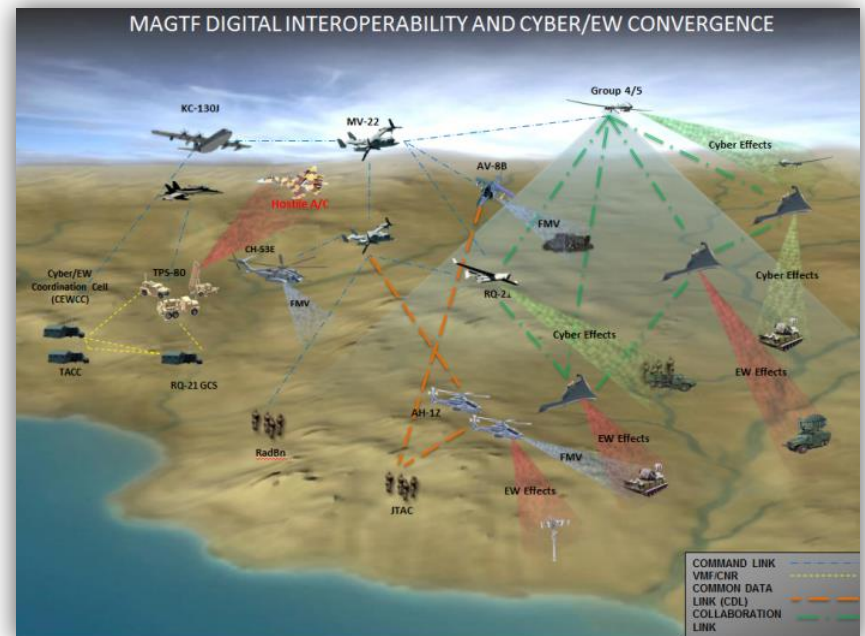 MAGTF DIGITAL INTEROPERABILITY AND CYBER/EW CONVERGENCE
KC-130J
MV-22
Group 4/5
Cyber Effects
AV-8B
Hostile A/C
FMV
CH-53E
Cyber/EW
Coordination Cell
(CEWCC)
TPS-80
RQ-21
Cyber Effects
FMV
Cyber Effects
TACC
RQ-21 GCS
EW Effects
AH-1Z
RadBn
EW Effects
FMV
EW Effects
JTAC
COMMAND LINK
VMF/CNR
COMMON DATA
LINK (CDL)
COLLABORATION
LINK